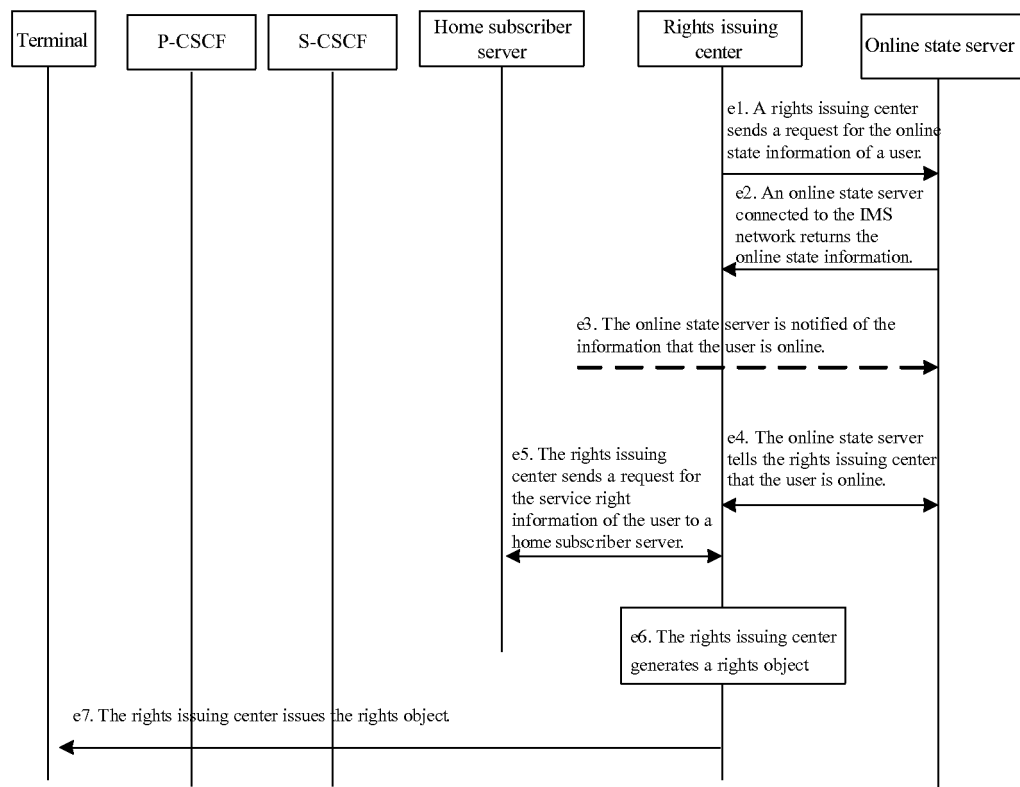 Terminal
P-CSCF
S-CSCF
Home subscriber
server
Rights issuing
center
Online state server
e1. A rights issuing center
sends a request for the online
state information of a user.
e2. An online state server
connected to the IMS
network returns the
online state information.
e3. The online state server is notified of the
information that the user is online.
e4. The online state server
tells the rights issuing center
that the user is online.
e5. The rights issuing
center sends a request for
the service right
information of the user to a
home subscriber server.
e6. The rights issuing center
generates a rights object
e7. The rights issuing center issues the rights object.